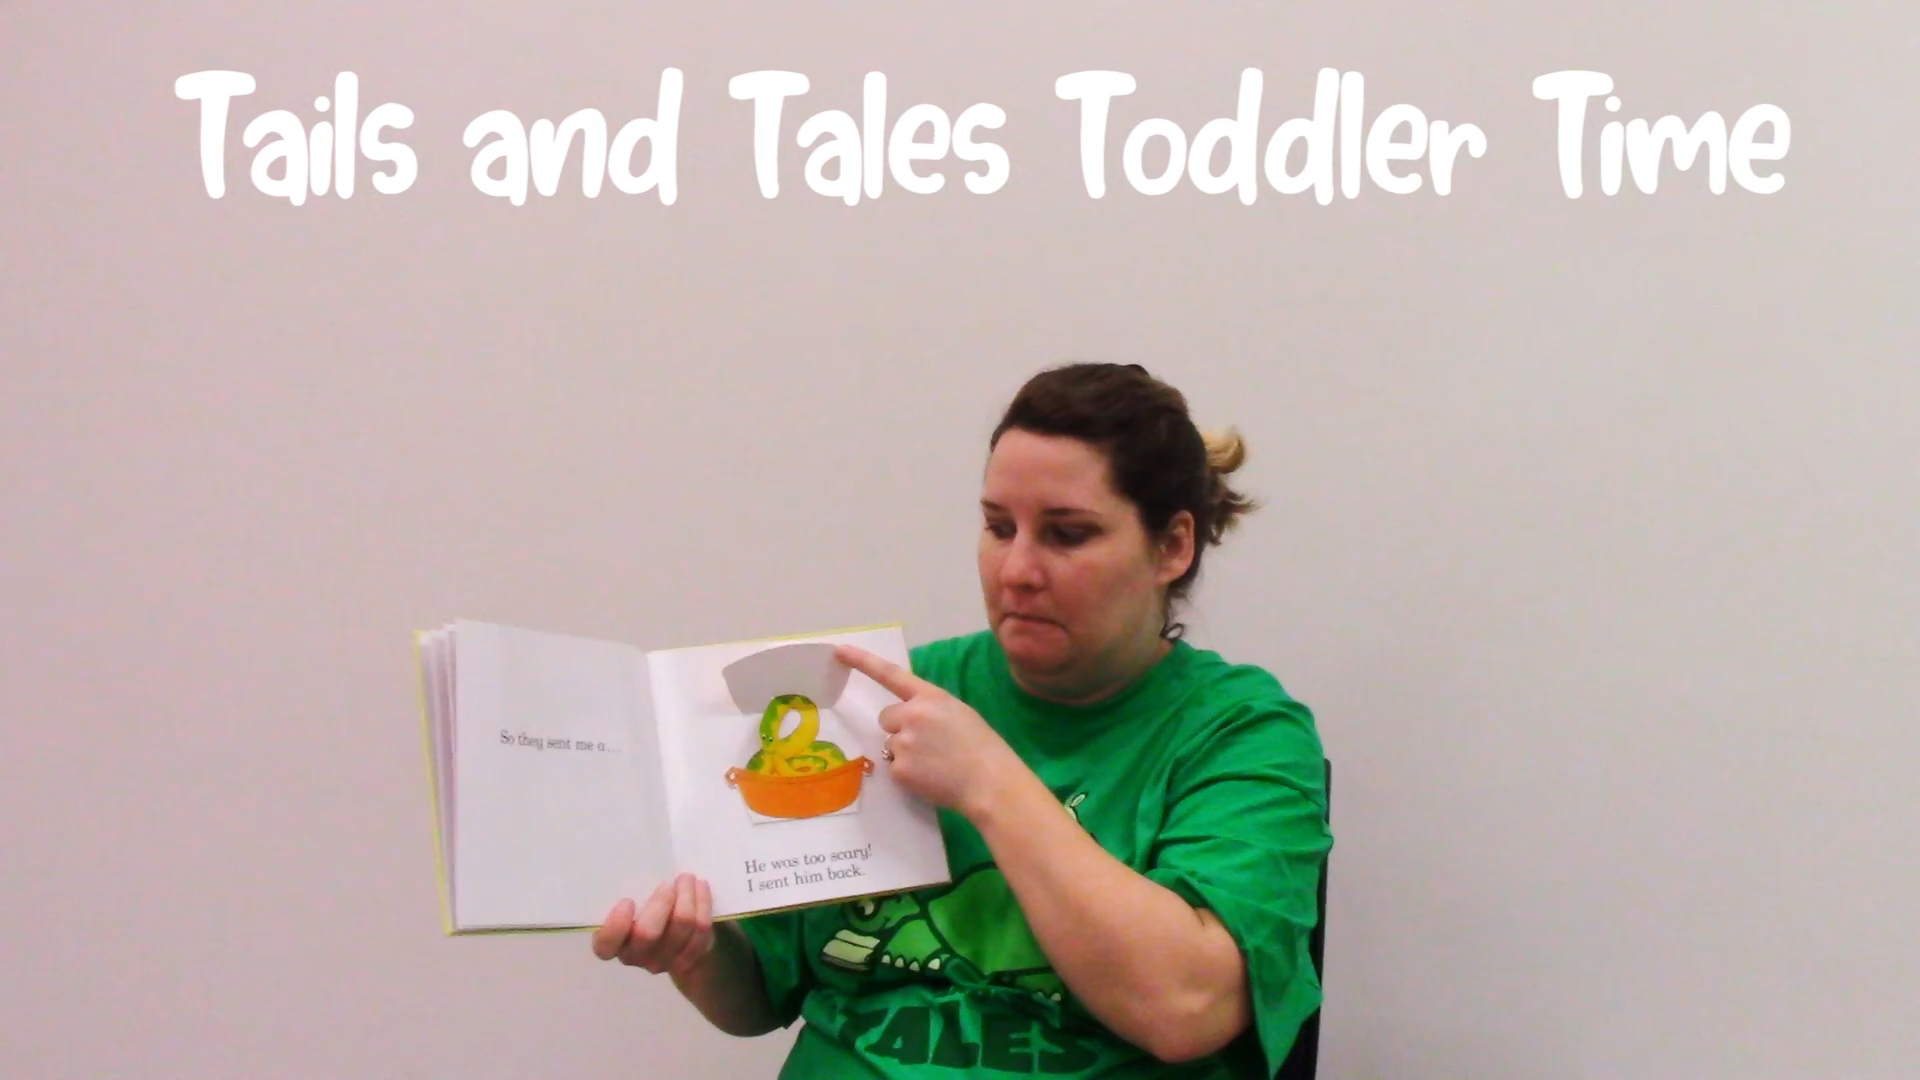 Tails and Tales Toddler Time
So they sent me a...
He was too scary!
I sent him back.
TALES